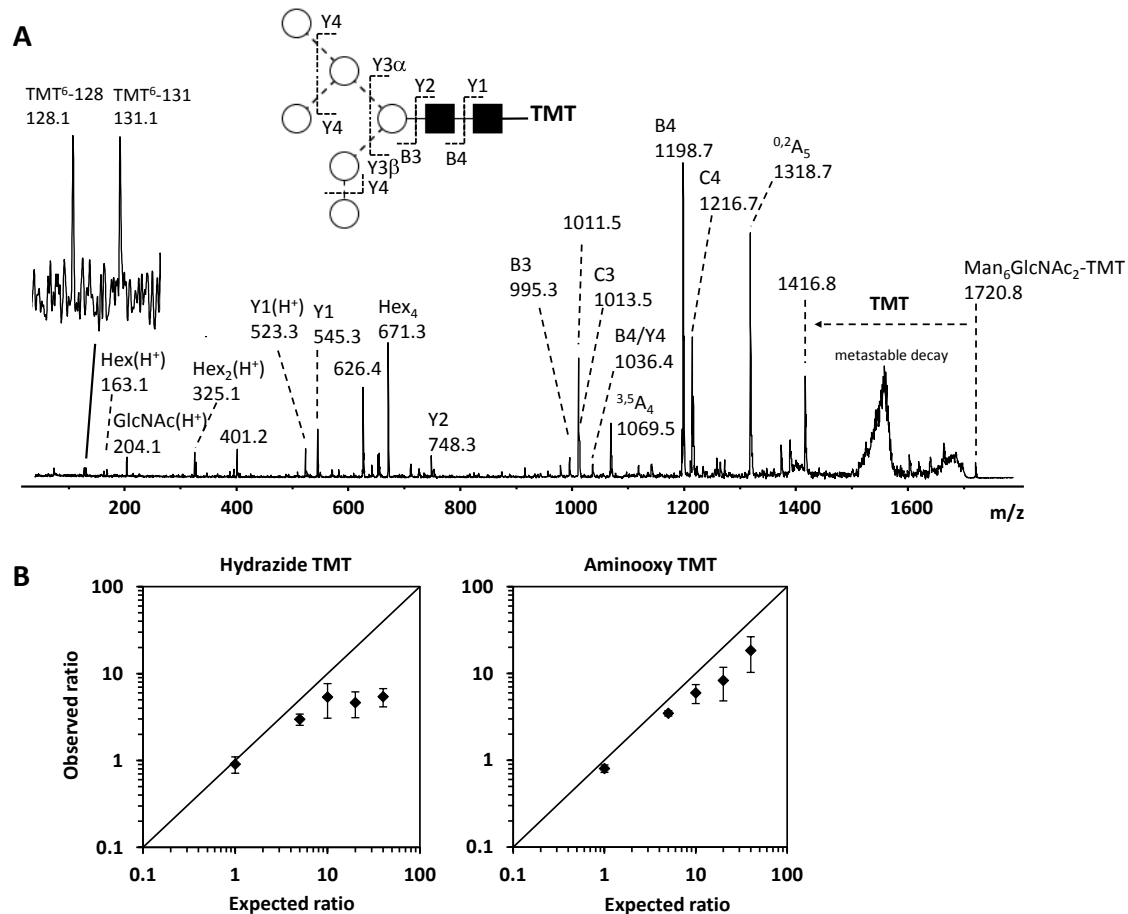 A
TMT⁶-128
128.1
TMT⁶-131
131.1
Y4
Y4
Y3α
Y3β
Y4
Y2
Y1
B3
B4
TMT
Hex(H⁺)
163.1
GlcNAc(H⁺)
204.1
Hex₂(H⁺)
325.1
401.2
Y1(H⁺)
523.3
Y1
545.3
626.4
Hex₄
671.3
Y2
748.3
B3
995.3
1011.5
C3
1013.5
B4/Y4
1036.4
³,⁵A₄
1069.5
B4
1198.7
C4
1216.7
⁰,²A₅
1318.7
1416.8
TMT
metastable decay
Man₆GlcNAc₂-TMT
1720.8
200 400 600 800 1000 1200 1400 1600 m/z
B
Hydrazide TMT
Observed ratio
100
10
1
0.1
0.1 1 10 100
Expected ratio
Aminooxy TMT
100
10
1
0.1
0.1 1 10 100
Expected ratio